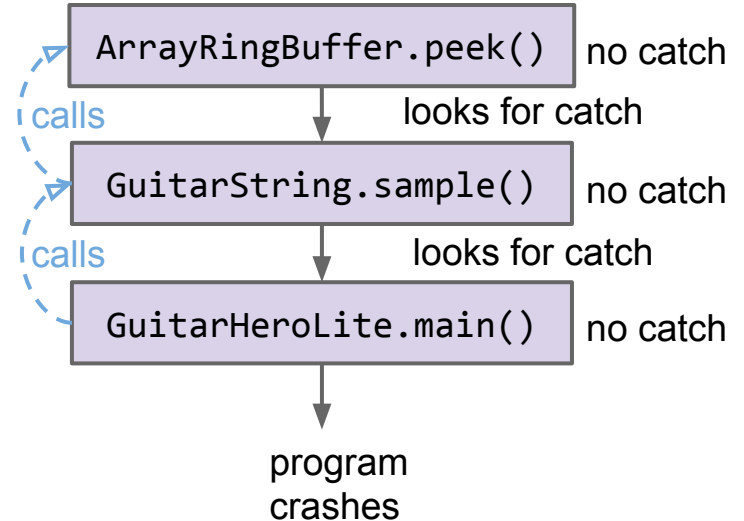 ArrayRingBuffer.peek() no catch
calls looks for catch
GuitarString.sample() no catch
calls looks for catch
GuitarHeroLite.main() no catch
program
crashes